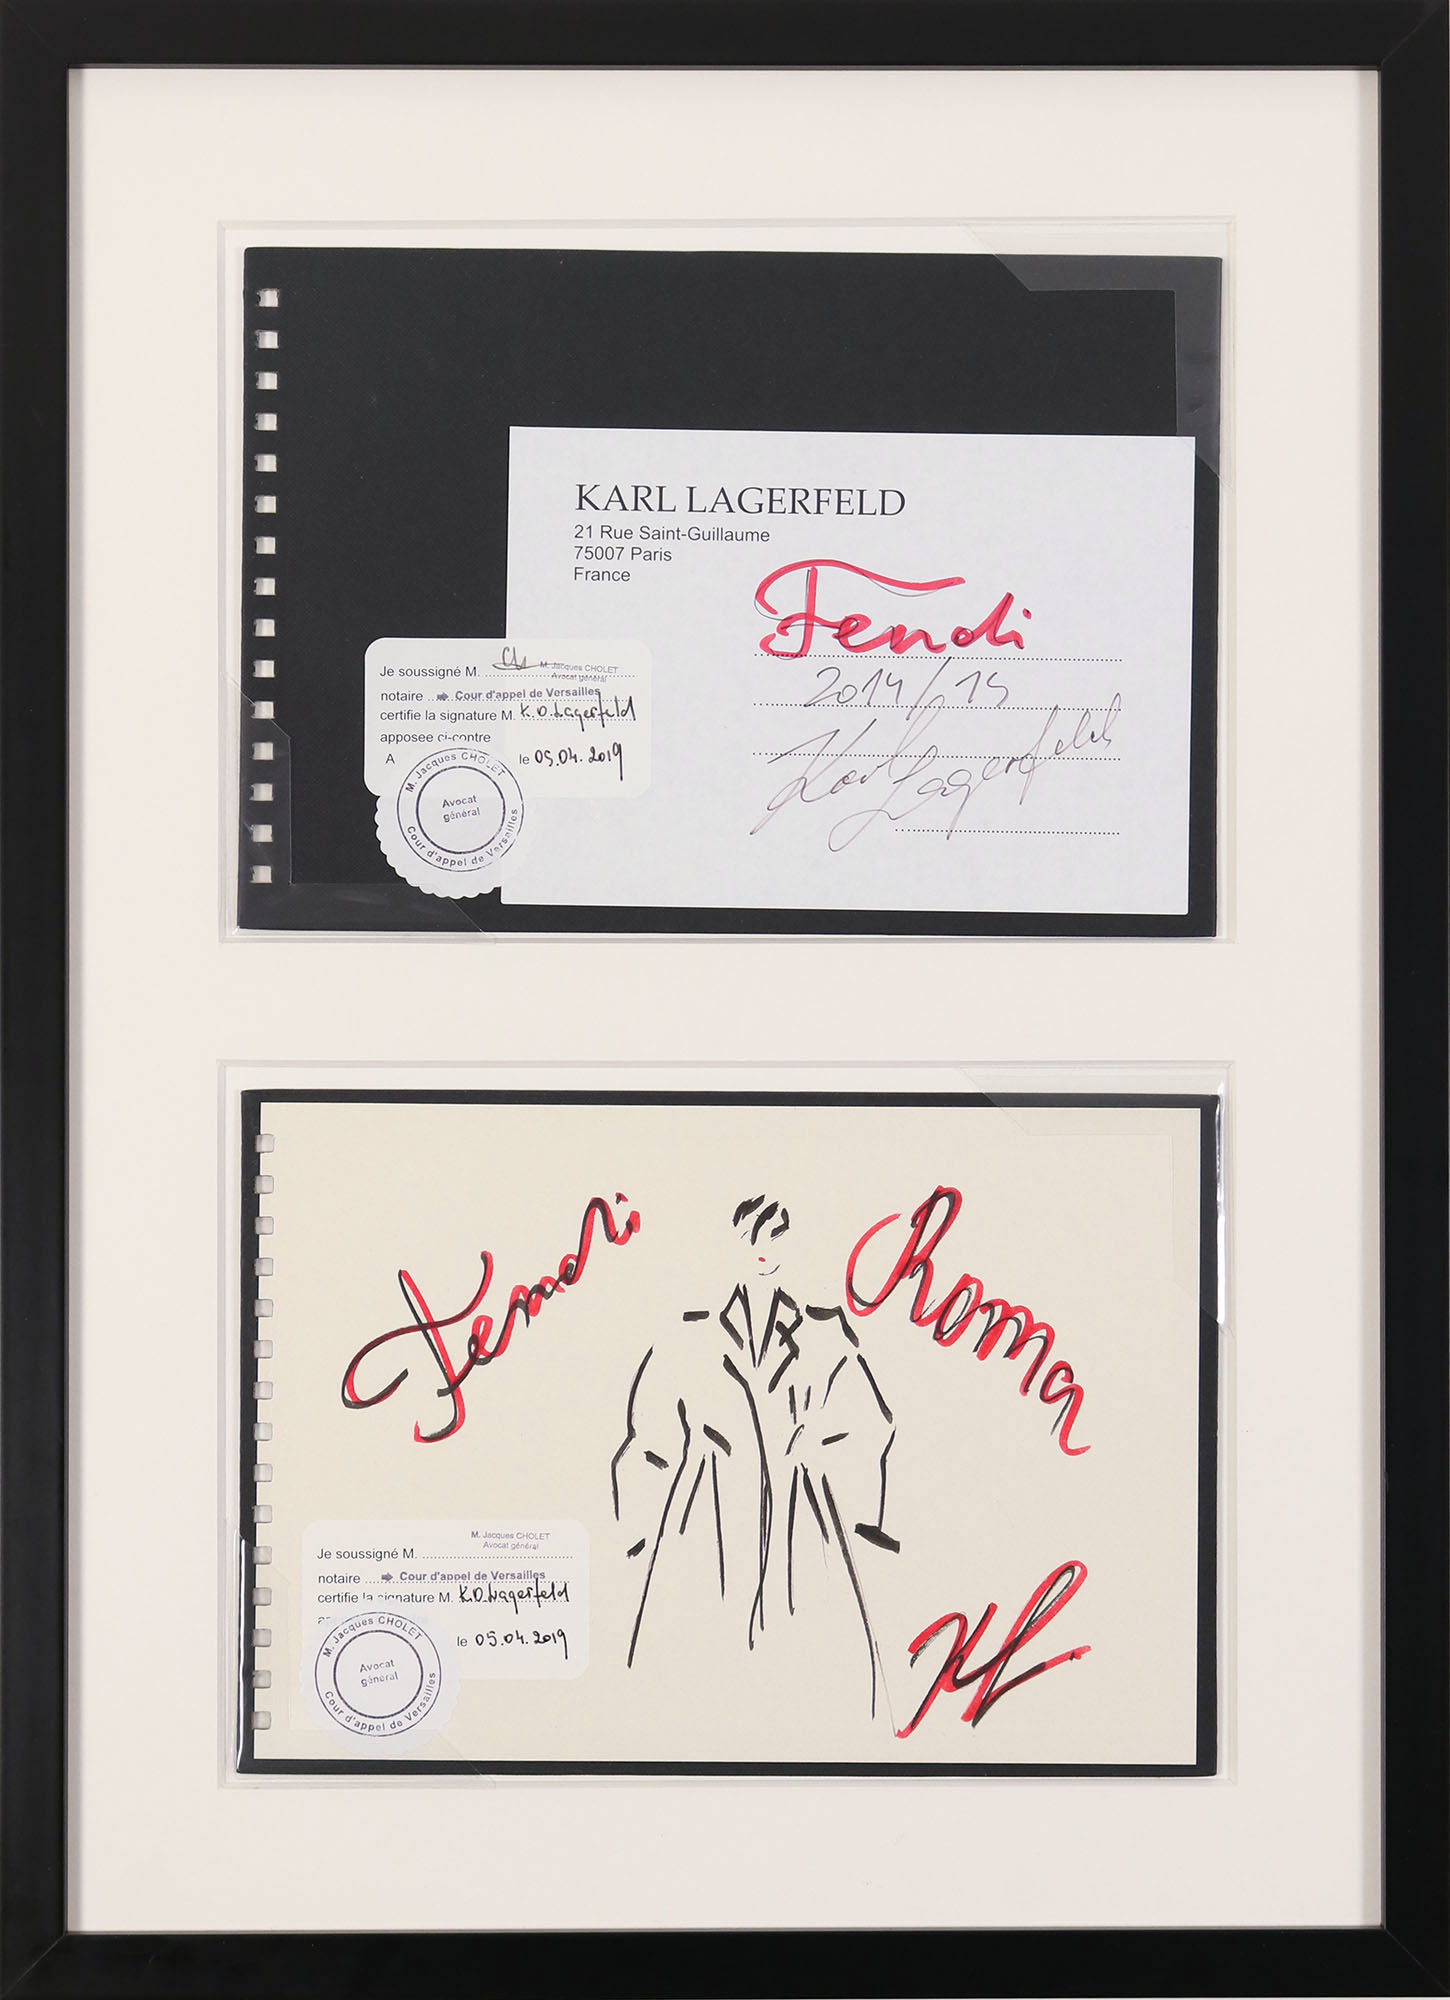 KARL LAGERFELD
21 Rue Saint-Guillaume
75007 Paris
France
Fendi
2014/15
Karl Lagerfeld
Je soussigné M. M. Jacques CHOLET
Avocat général
notaire Cour d'appel de Versailles
certifie la signature M. K.O.Lagerfeld
apposee ci-contre
A le 05.04.2019
M. Jacques CHOLET
Avocat
général
Cour d'appel de Versailles
Fendi
Roma
M. Jacques CHOLET
Avocat général
Je soussigné M.
notaire Cour d'appel de Versailles
certifie la signature M. K.O.Lagerfeld
le 05.04.2019
M. Jacques CHOLET
Avocat
général
Cour d'appel de Versailles
KL